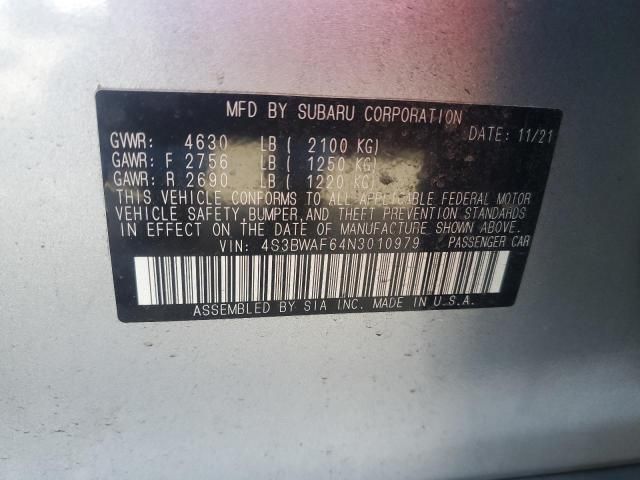 MFD BY SUBARU CORPORATION
DATE: 11/21
GVWR: 4630 LB ( 2100 KG)
GAWR: F 2756 LB ( 1250 KG)
GAWR: R 2690 LB ( 1220 KG)
THIS VEHICLE CONFORMS TO ALL APPLICABLE FEDERAL MOTOR
VEHICLE SAFETY, BUMPER, AND THEFT PREVENTION STANDARDS
IN EFFECT ON THE DATE OF MANUFACTURE SHOWN ABOVE.
VIN: 4S3BWAF64N3010979 PASSENGER CAR
ASSEMBLED BY SIA INC. MADE IN U.S.A.